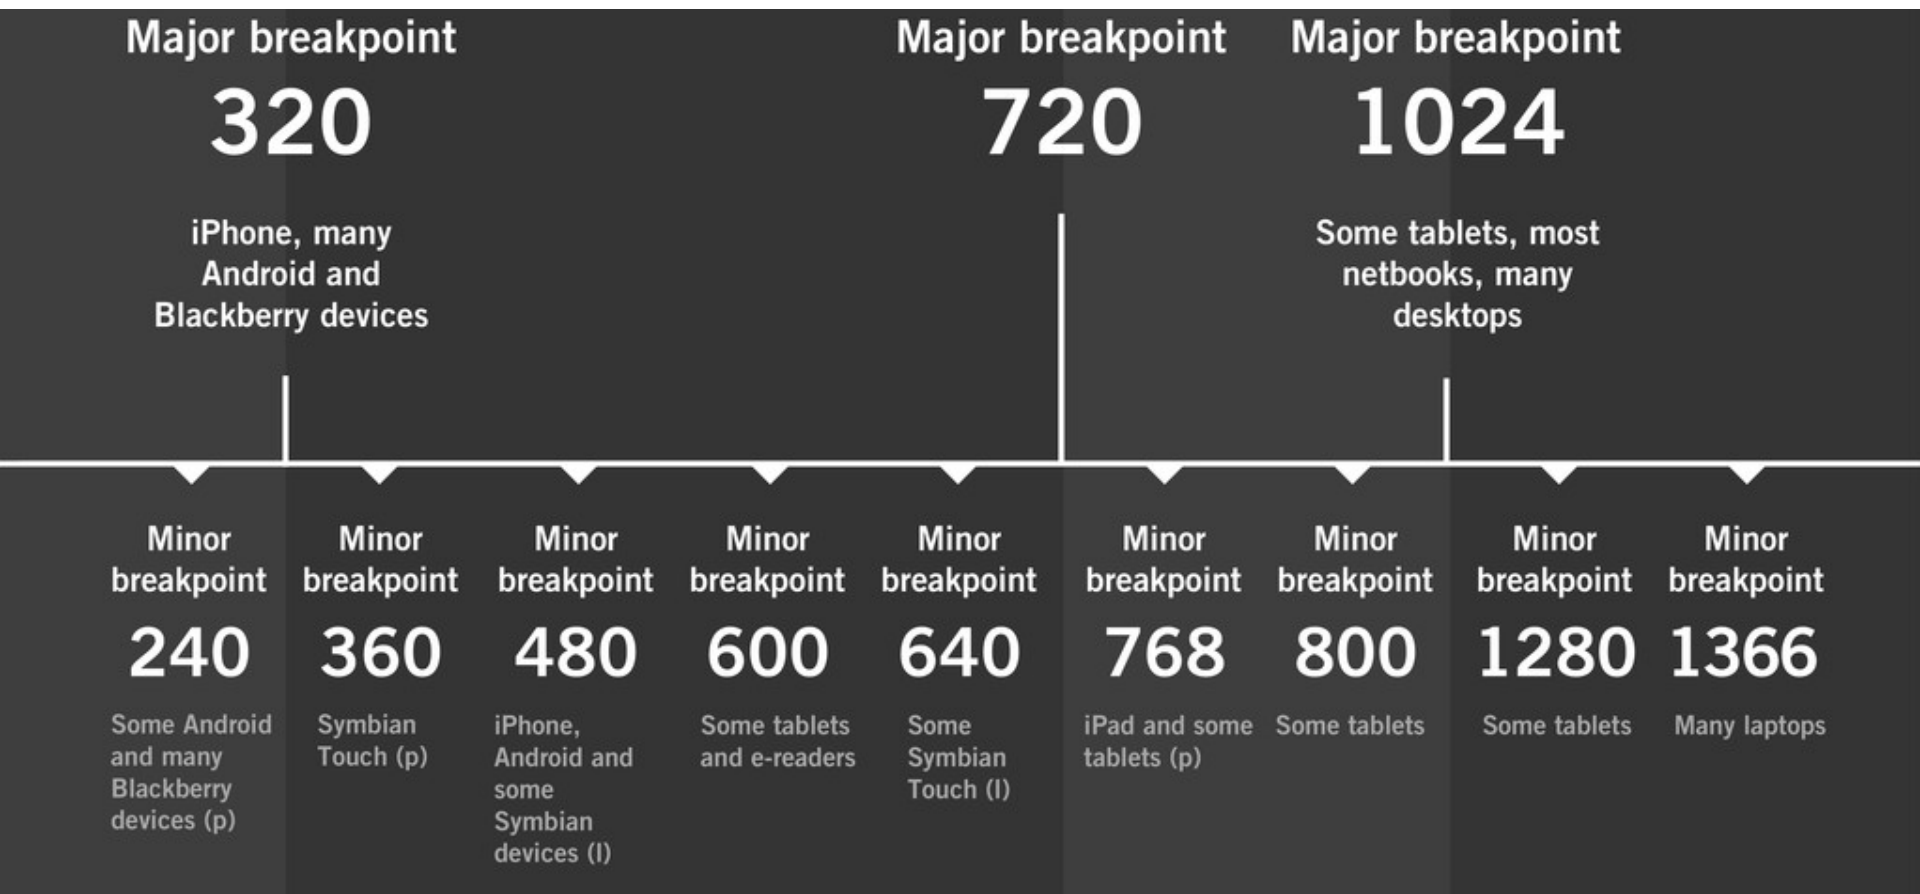 Major breakpoint
320
iPhone, many
Android and
Blackberry devices
Major breakpoint
720
Major breakpoint
1024
Some tablets, most
netbooks, many
desktops
Minor
breakpoint
240
Some Android
and many
Blackberry
devices (p)
Minor
breakpoint
360
Symbian
Touch (p)
Minor
breakpoint
480
iPhone,
Android and
some
Symbian
devices (l)
Minor
breakpoint
600
Some tablets
and e-readers
Minor
breakpoint
640
Some
Symbian
Touch (l)
Minor
breakpoint
768
iPad and some
tablets (p)
Minor
breakpoint
800
Some tablets
Minor
breakpoint
1280
Some tablets
Minor
breakpoint
1366
Many laptops